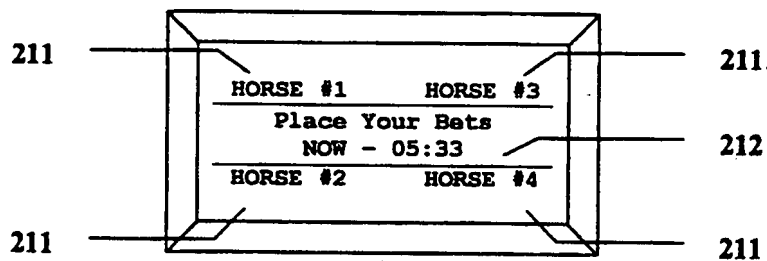 211 211.
HORSE #1 HORSE #3
Place Your Bets
NOW - 05:33
212
HORSE #2 HORSE #4
211 211